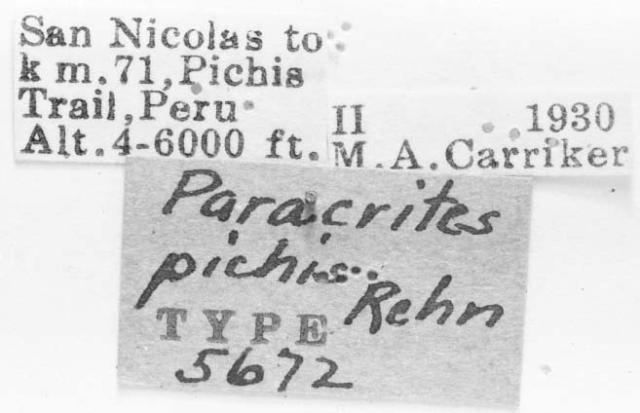 San Nicolas to
km.71, Pichis
Trail, Peru
Alt. 4-6000 ft.
II 1930
M.A. Carriker
Paracrites
pichis
Rehn
TYPE
5672